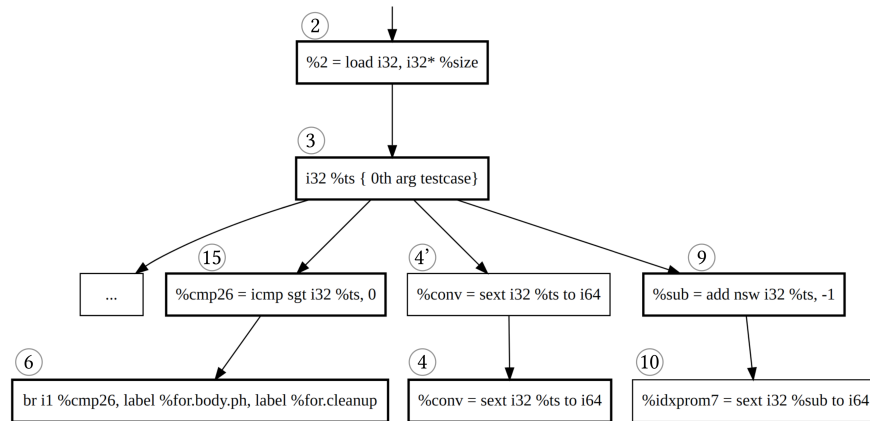 2
%2 = load i32, i32* %size
3
i32 %ts { 0th arg testcase}
...
15
%cmp26 = icmp sgt i32 %ts, 0
4’
%conv = sext i32 %ts to i64
9
%sub = add nsw i32 %ts, -1
6
br i1 %cmp26, label %for.body.ph, label %for.cleanup
4
%conv = sext i32 %ts to i64
10
%idxprom7 = sext i32 %sub to i64